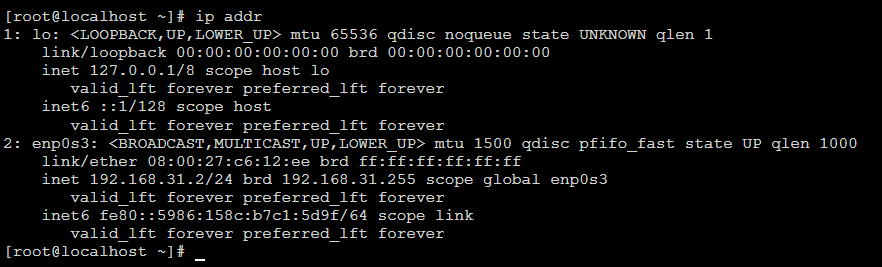 [root@localhost ~]# ip addr
1: lo: <LOOPBACK,UP,LOWER_UP> mtu 65536 qdisc noqueue state UNKNOWN qlen 1
    link/loopback 00:00:00:00:00:00 brd 00:00:00:00:00:00
    inet 127.0.0.1/8 scope host lo
       valid_lft forever preferred_lft forever
    inet6 ::1/128 scope host
       valid_lft forever preferred_lft forever
2: enp0s3: <BROADCAST,MULTICAST,UP,LOWER_UP> mtu 1500 qdisc pfifo_fast state UP qlen 1000
    link/ether 08:00:27:c6:12:ee brd ff:ff:ff:ff:ff:ff
    inet 192.168.31.2/24 brd 192.168.31.255 scope global enp0s3
       valid_lft forever preferred_lft forever
    inet6 fe80::5986:158c:b7c1:5d9f/64 scope link
       valid_lft forever preferred_lft forever
[root@localhost ~]# _